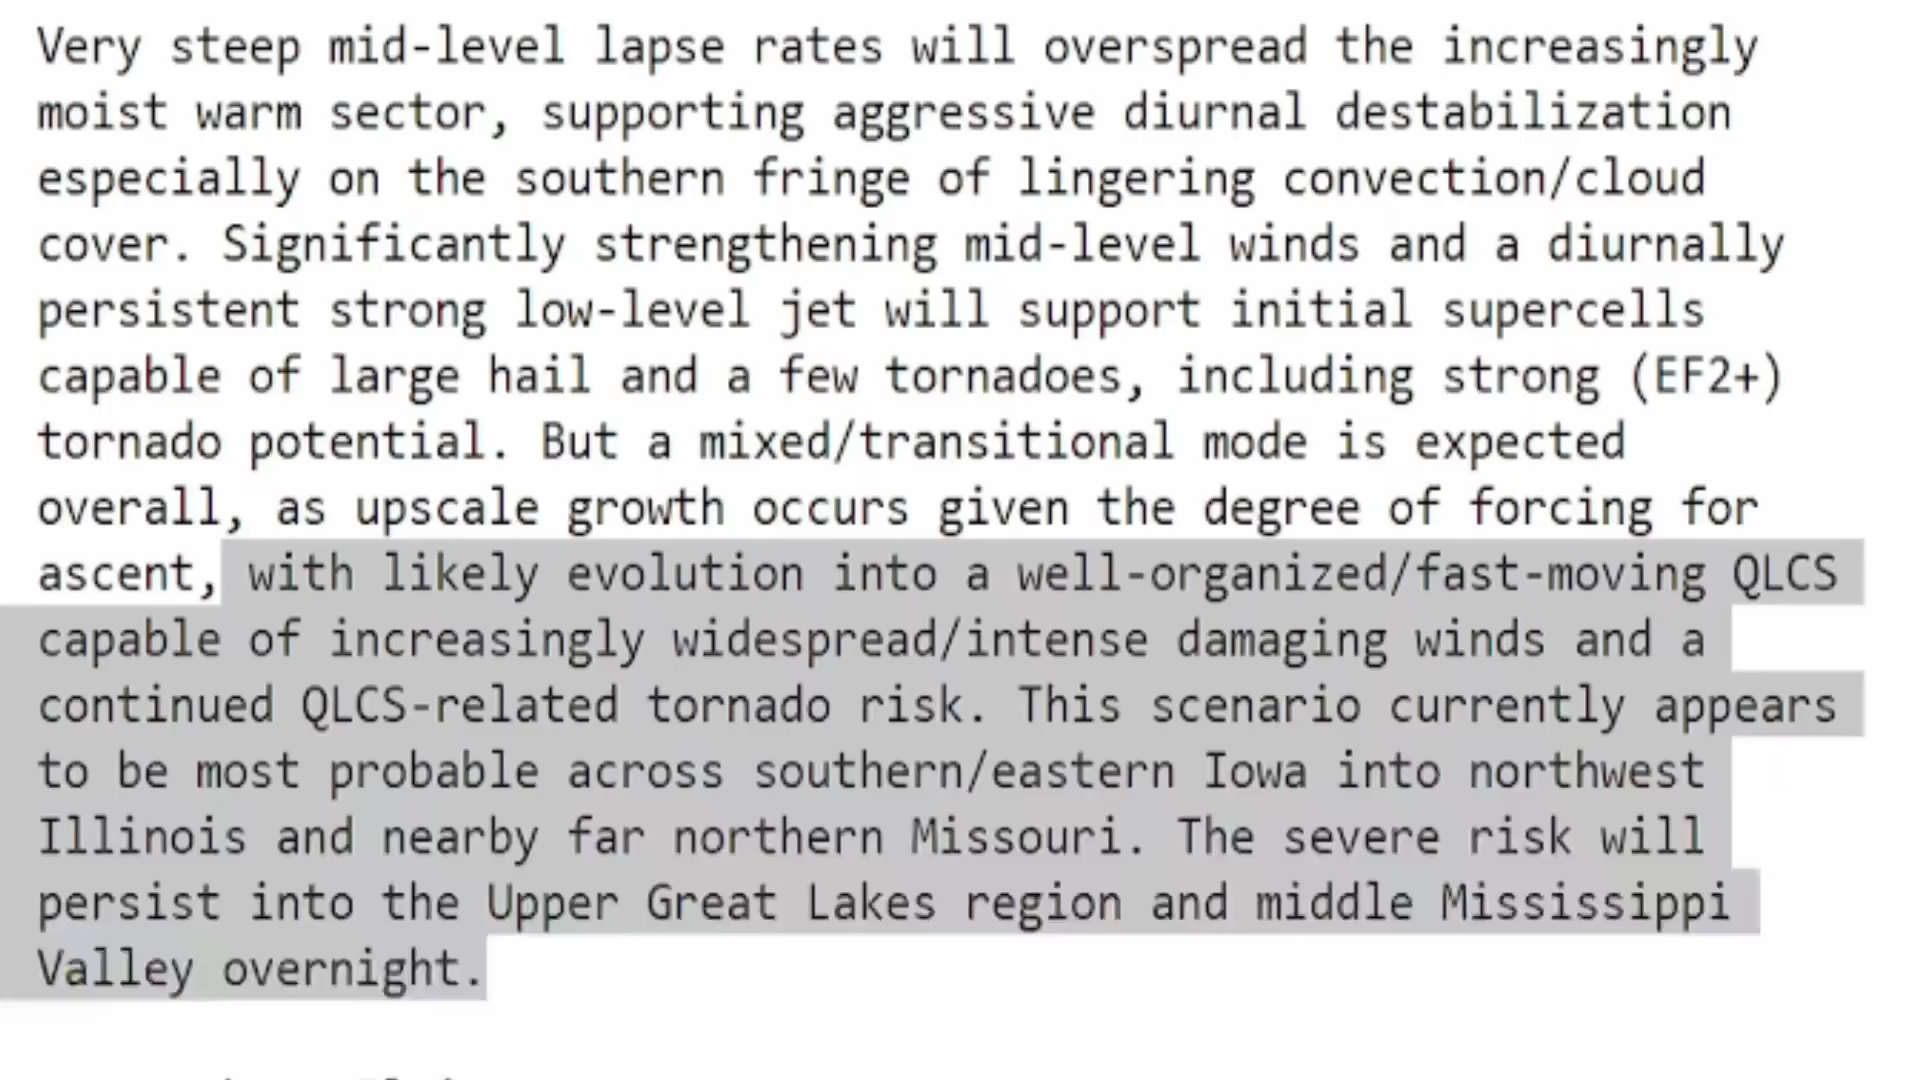 Very steep mid-level lapse rates will overspread the increasingly
moist warm sector, supporting aggressive diurnal destabilization
especially on the southern fringe of lingering convection/cloud
cover. Significantly strengthening mid-level winds and a diurnally
persistent strong low-level jet will support initial supercells
capable of large hail and a few tornadoes, including strong (EF2+)
tornado potential. But a mixed/transitional mode is expected
overall, as upscale growth occurs given the degree of forcing for
ascent, with likely evolution into a well-organized/fast-moving QLCS
capable of increasingly widespread/intense damaging winds and a
continued QLCS-related tornado risk. This scenario currently appears
to be most probable across southern/eastern Iowa into northwest
Illinois and nearby far northern Missouri. The severe risk will
persist into the Upper Great Lakes region and middle Mississippi
Valley overnight.